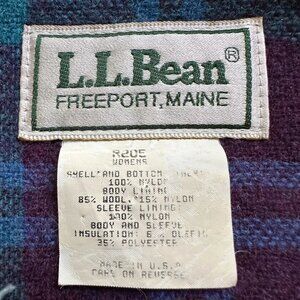 L.L.Bean ®
FREEPORT, MAINE
R20E
WOMENS
SHELL AND BOTTOM
100% NYLON
BODY LINING
85% WOOL, 15% NYLON
SLEEVE LINING:
100% NYLON
BODY AND SLEEVE
INSULATION: OLEFIN
35% POLYESTER
MADE IN U.S.A
CARE ON REVERSE